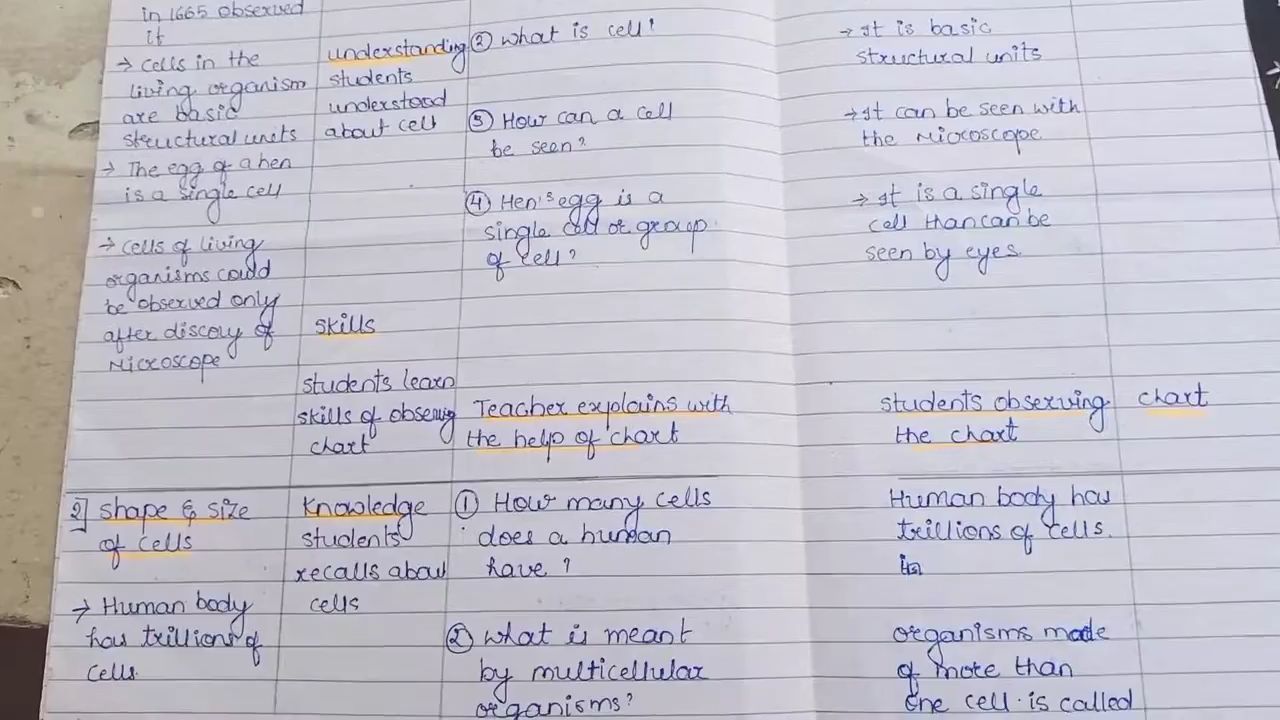 in 1665 observed
it
→ cells in the
living organism
are basic
structural units
→ The egg of a hen
is a single cell
→ cells of living
organisms could
be observed only
after discovy of
Microscope
understanding
students
understood
about cell
skills
students learn
skills of observing
chart
② what is cell?
③ How can a cell
be seen?
④ Hen's egg is a
single cell or group
of cell?
Teacher explains with
the help of chart
→ It is basic
structural units
→ It can be seen with
the Microscope
→ It is a single
cell than can be
seen by eyes
students observing
the chart
chart
2] shape & size
of cells
→ Human body
has trillions of
cells.
Knowledge
students
recalls about
cells
① How many cells
does a human
have?
② what is meant
by multicellular
organisms?
Human body has
trillions of cells.
organisms made
of more than
one cell is called